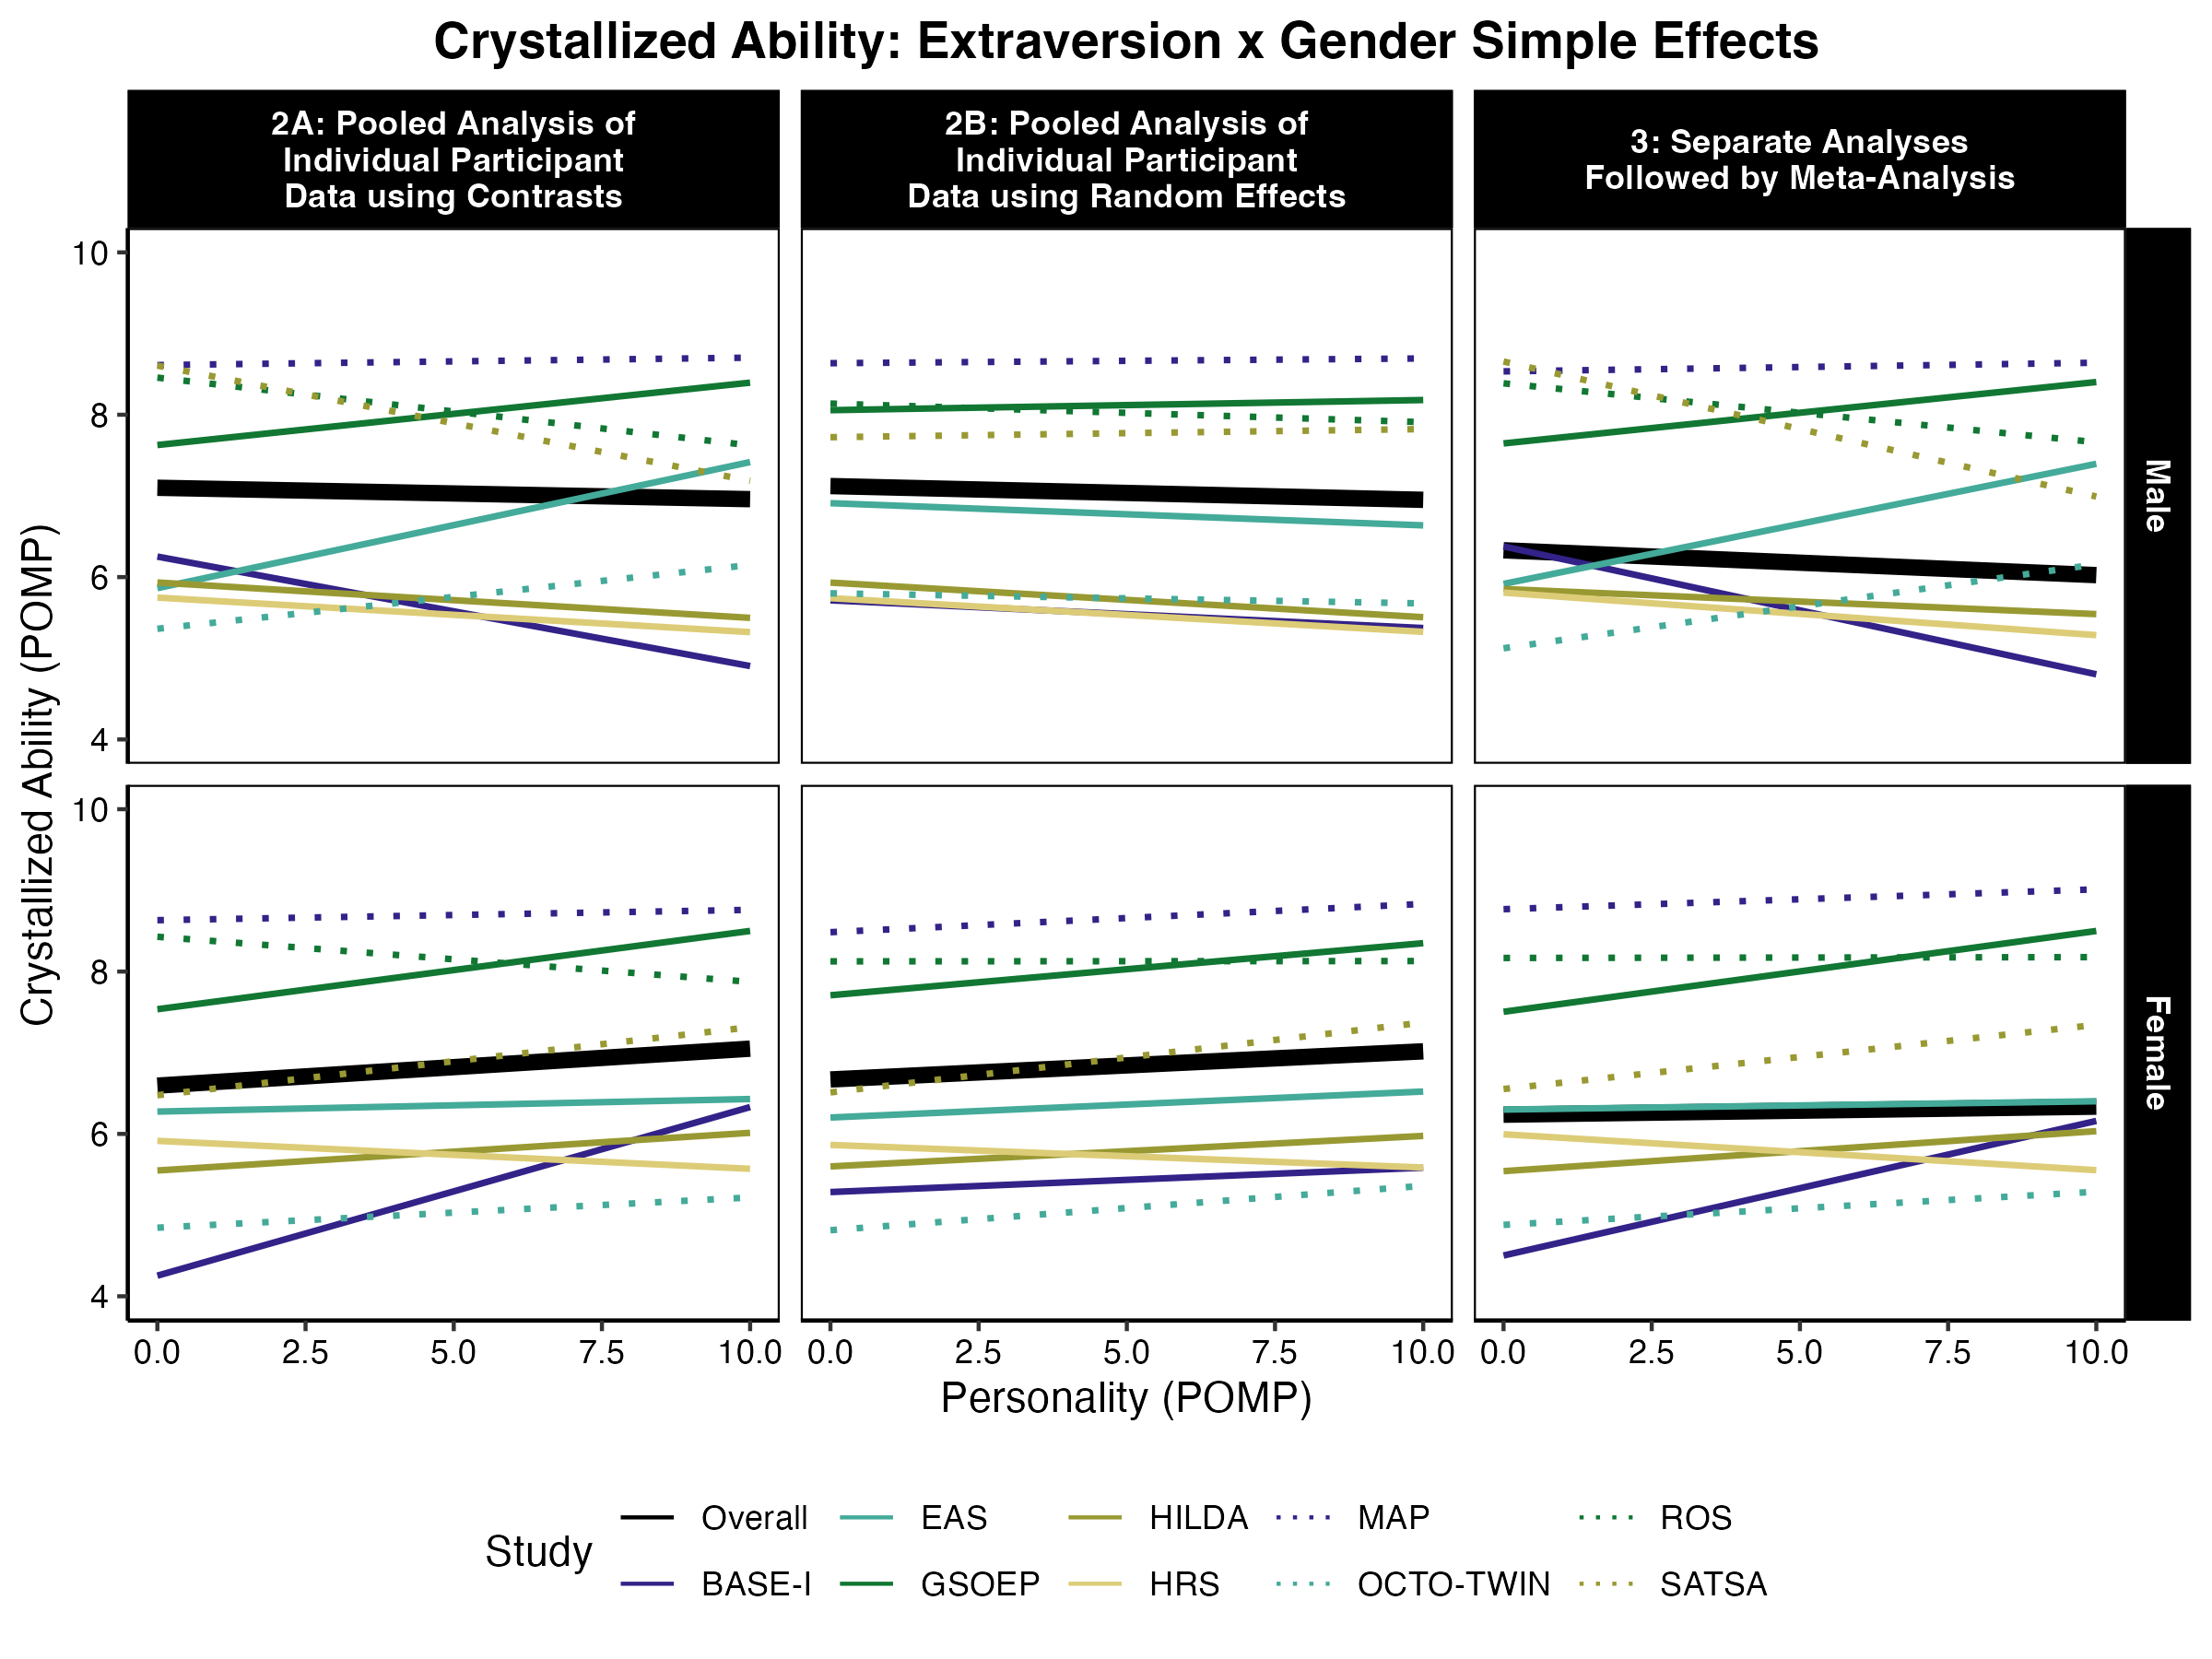 Crystallized Ability: Extraversion x Gender Simple Effects
2A: Pooled Analysis of
Individual Participant
Data using Contrasts
2B: Pooled Analysis of
Individual Participant
Data using Random Effects
3: Separate Analyses
Followed by Meta-Analysis
Crystallized Ability (POMP)
10
8
6
4
Male
10
8
6
4
Female
0.0 2.5 5.0 7.5 10.0
0.0 2.5 5.0 7.5 10.0
0.0 2.5 5.0 7.5 10.0
Personality (POMP)
Study
Overall EAS HILDA MAP ROS
BASE-I GSOEP HRS OCTO-TWIN SATSA